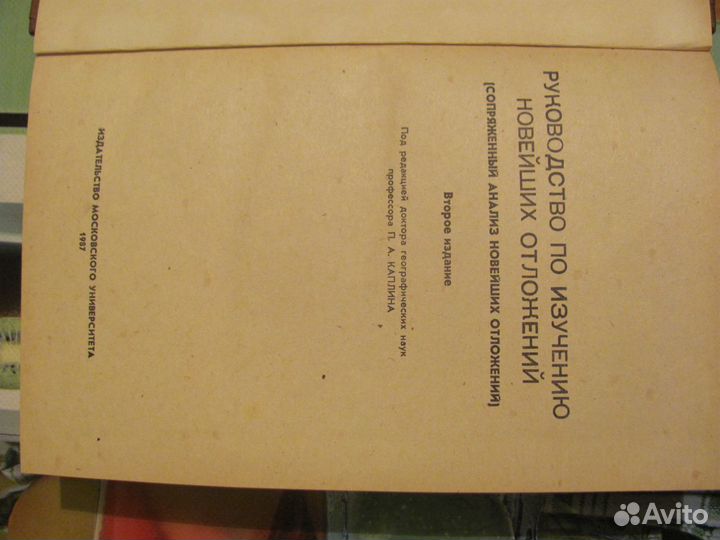 РУКОВОДСТВО ПО ИЗУЧЕНИЮ
НОВЕЙШИХ ОТЛОЖЕНИЙ
(СОПРЯЖЕННЫЙ АНАЛИЗ НОВЕЙШИХ ОТЛОЖЕНИЙ)
Второе издание
Под редакцией доктора географических наук
профессора П. А. КАПЛИНА
ИЗДАТЕЛЬСТВО МОСКОВСКОГО УНИВЕРСИТЕТА
1987
Avito